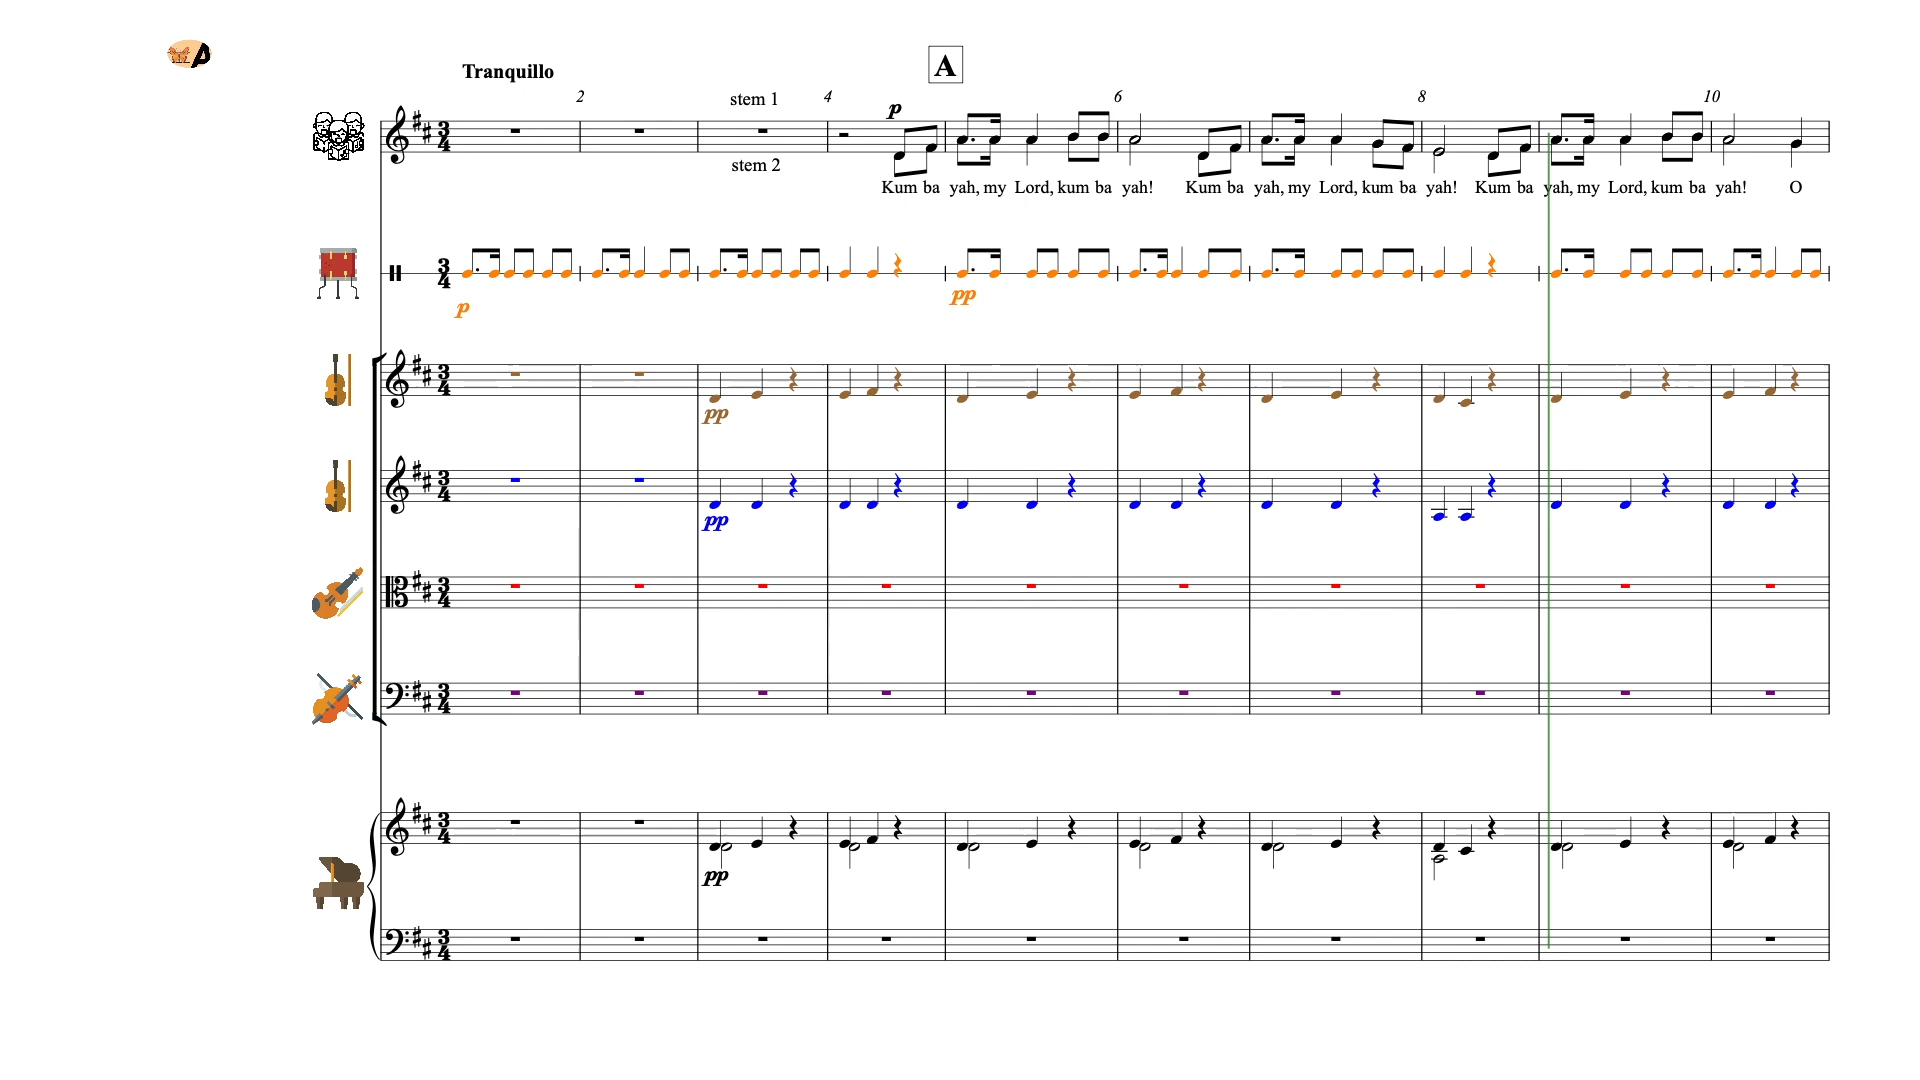 Tranquillo
A
2 stem 1 4 p 6 8 10
stem 2
Kum ba yah, my Lord, kum ba yah! Kum ba yah, my Lord, kum ba yah! Kum ba yah, my Lord, kum ba yah! O
p pp
pp
pp
pp